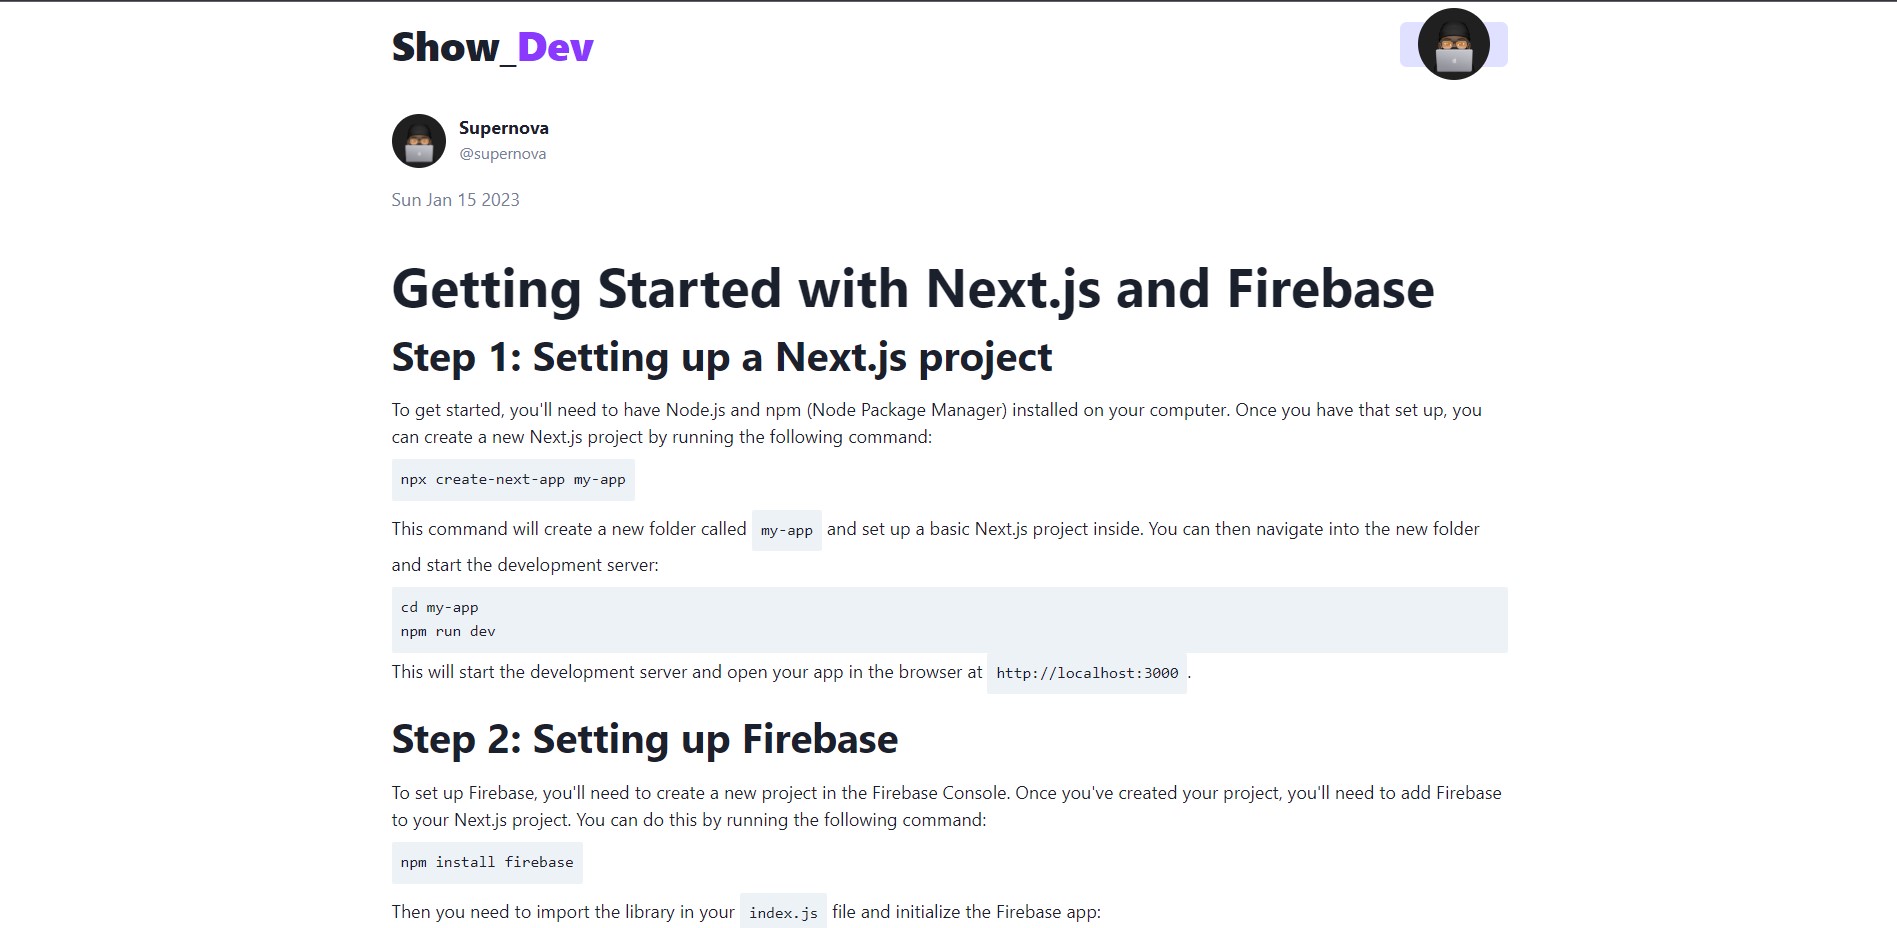 Show_Dev
Supernova
@supernova
Sun Jan 15 2023
Getting Started with Next.js and Firebase
Step 1: Setting up a Next.js project
To get started, you'll need to have Node.js and npm (Node Package Manager) installed on your computer. Once you have that set up, you
can create a new Next.js project by running the following command:
npx create-next-app my-app
This command will create a new folder called my-app and set up a basic Next.js project inside. You can then navigate into the new folder
and start the development server:
cd my-app
npm run dev
This will start the development server and open your app in the browser at http://localhost:3000 .
Step 2: Setting up Firebase
To set up Firebase, you'll need to create a new project in the Firebase Console. Once you've created your project, you'll need to add Firebase
to your Next.js project. You can do this by running the following command:
npm install firebase
Then you need to import the library in your index.js file and initialize the Firebase app: